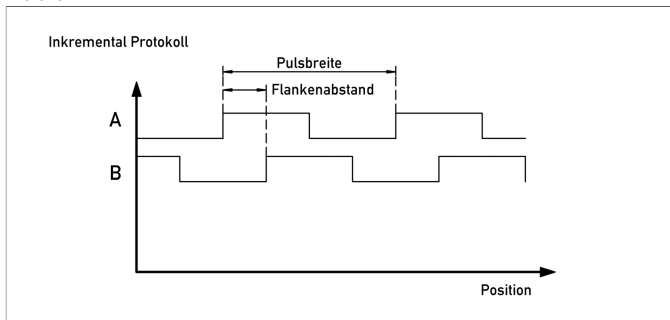 Inkremental Protokoll
Pulsbreite
Flankenabstand
A
B
Position